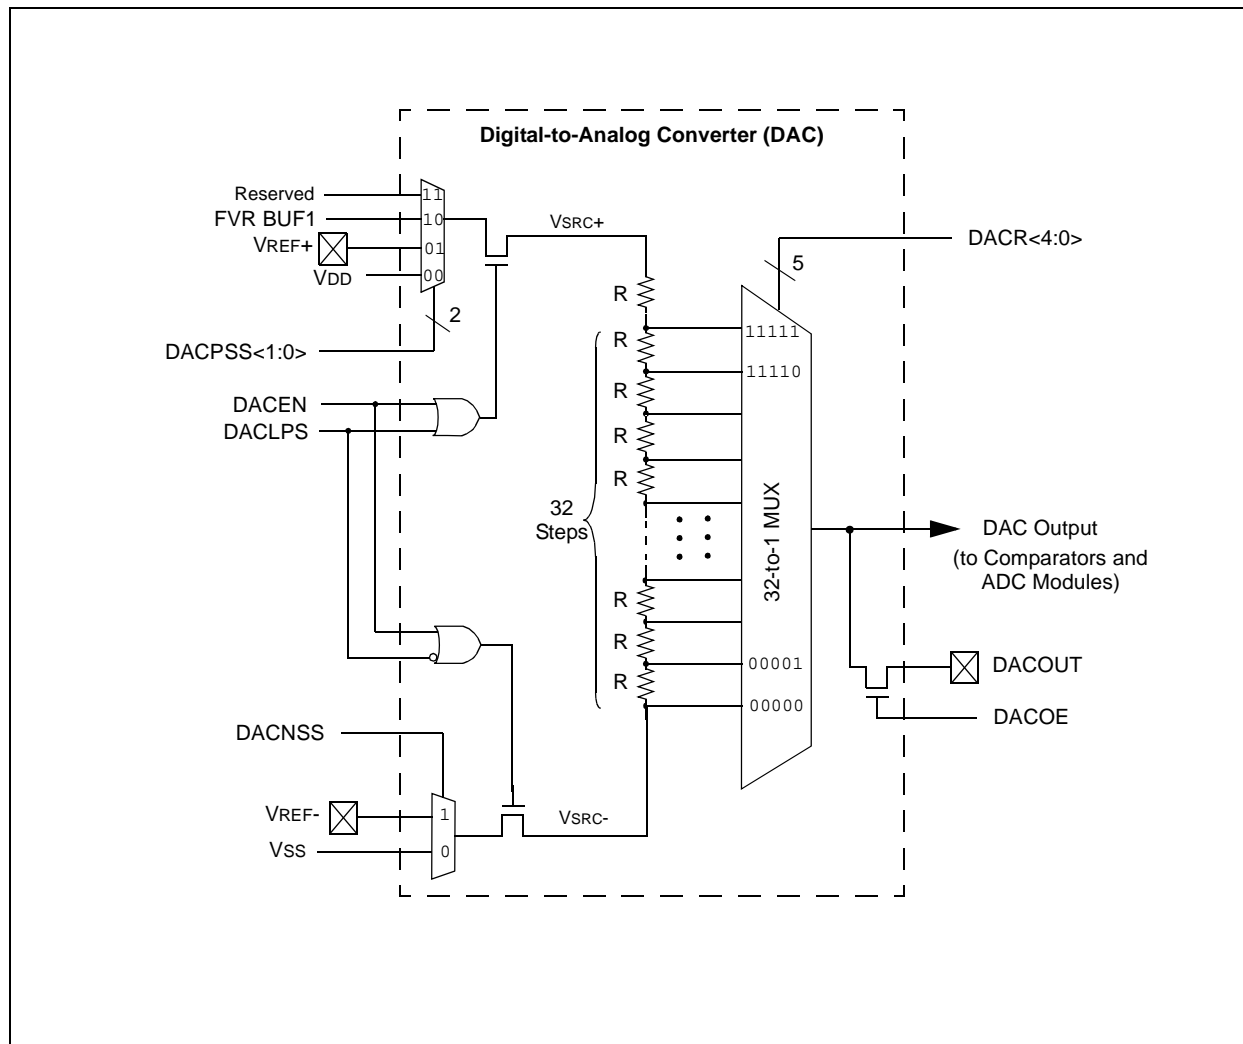 Digital-to-Analog Converter (DAC)
Reserved
11
FVR BUF1
10
VREF+
01
VDD
00
2
DACPSS<1:0>
DACEN
DACLPS
VSRC+
R
R
R
R
R
32
Steps
R
R
R
DACR<4:0>
5
11111
11110
32-to-1 MUX
00001
00000
DAC Output
(to Comparators and
ADC Modules)
DACOUT
DACOE
DACNSS
VREF-
1
VSS
0
VSRC-